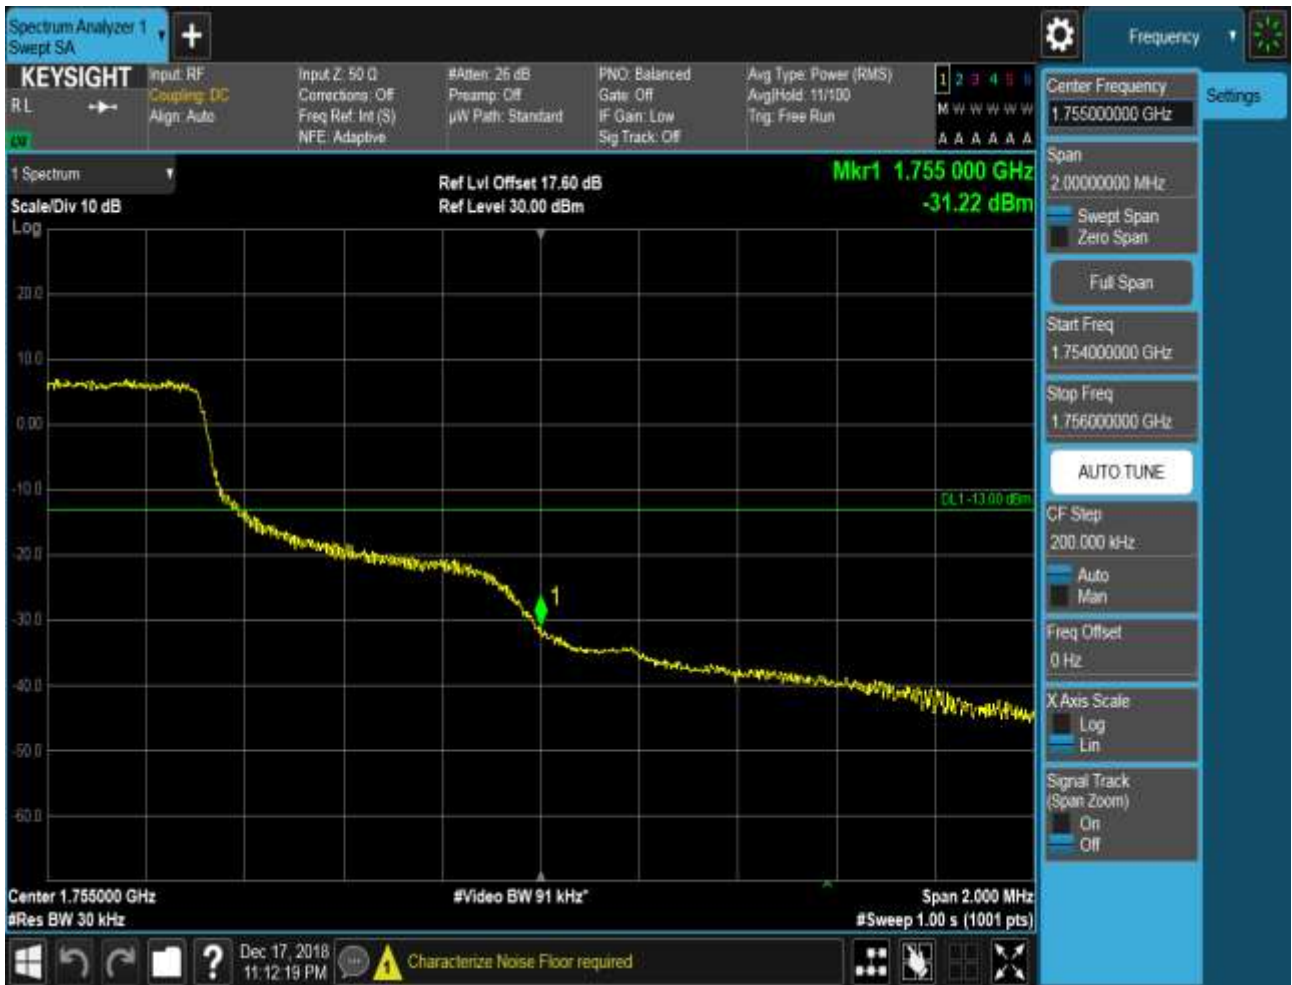 Spectrum Analyzer 1
Swept SA
+
Frequency
KEYSIGHT
RL
Input: RF
Coupling: DC
Align: Auto
Input Z: 50 Ω
Corrections: Off
Freq Ref: Int (S)
NFE: Adaptive
#Atten: 26 dB
Preamp: Off
µW Path: Standard
PNO: Balanced
Gate: Off
IF Gain: Low
Sig Track: Off
Avg Type: Power (RMS)
Avg|Hold: 11/100
Trig: Free Run
1 2 3 4 5 6
M W W W W W
A A A A A A
Center Frequency
1.755000000 GHz
Settings
Span
2.00000000 MHz
Swept Span
Zero Span
Full Span
Start Freq
1.754000000 GHz
Stop Freq
1.756000000 GHz
AUTO TUNE
CF Step
200.000 kHz
Auto
Man
Freq Offset
0 Hz
X Axis Scale
Log
Lin
Signal Track
(Span Zoom)
On
Off
1 Spectrum
Scale/Div 10 dB
Log
Ref Lvl Offset 17.60 dB
Ref Level 30.00 dBm
Mkr1 1.755 000 GHz
-31.22 dBm
20.0
10.0
0.00
-10.0
DL1 -13.00 dBm
-20.0
1
-30.0
-40.0
-50.0
-60.0
Center 1.755000 GHz
#Video BW 91 kHz*
Span 2.000 MHz
#Res BW 30 kHz
#Sweep 1.00 s (1001 pts)
?
Dec 17, 2018
11:12:19 PM
1
Characterize Noise Floor required